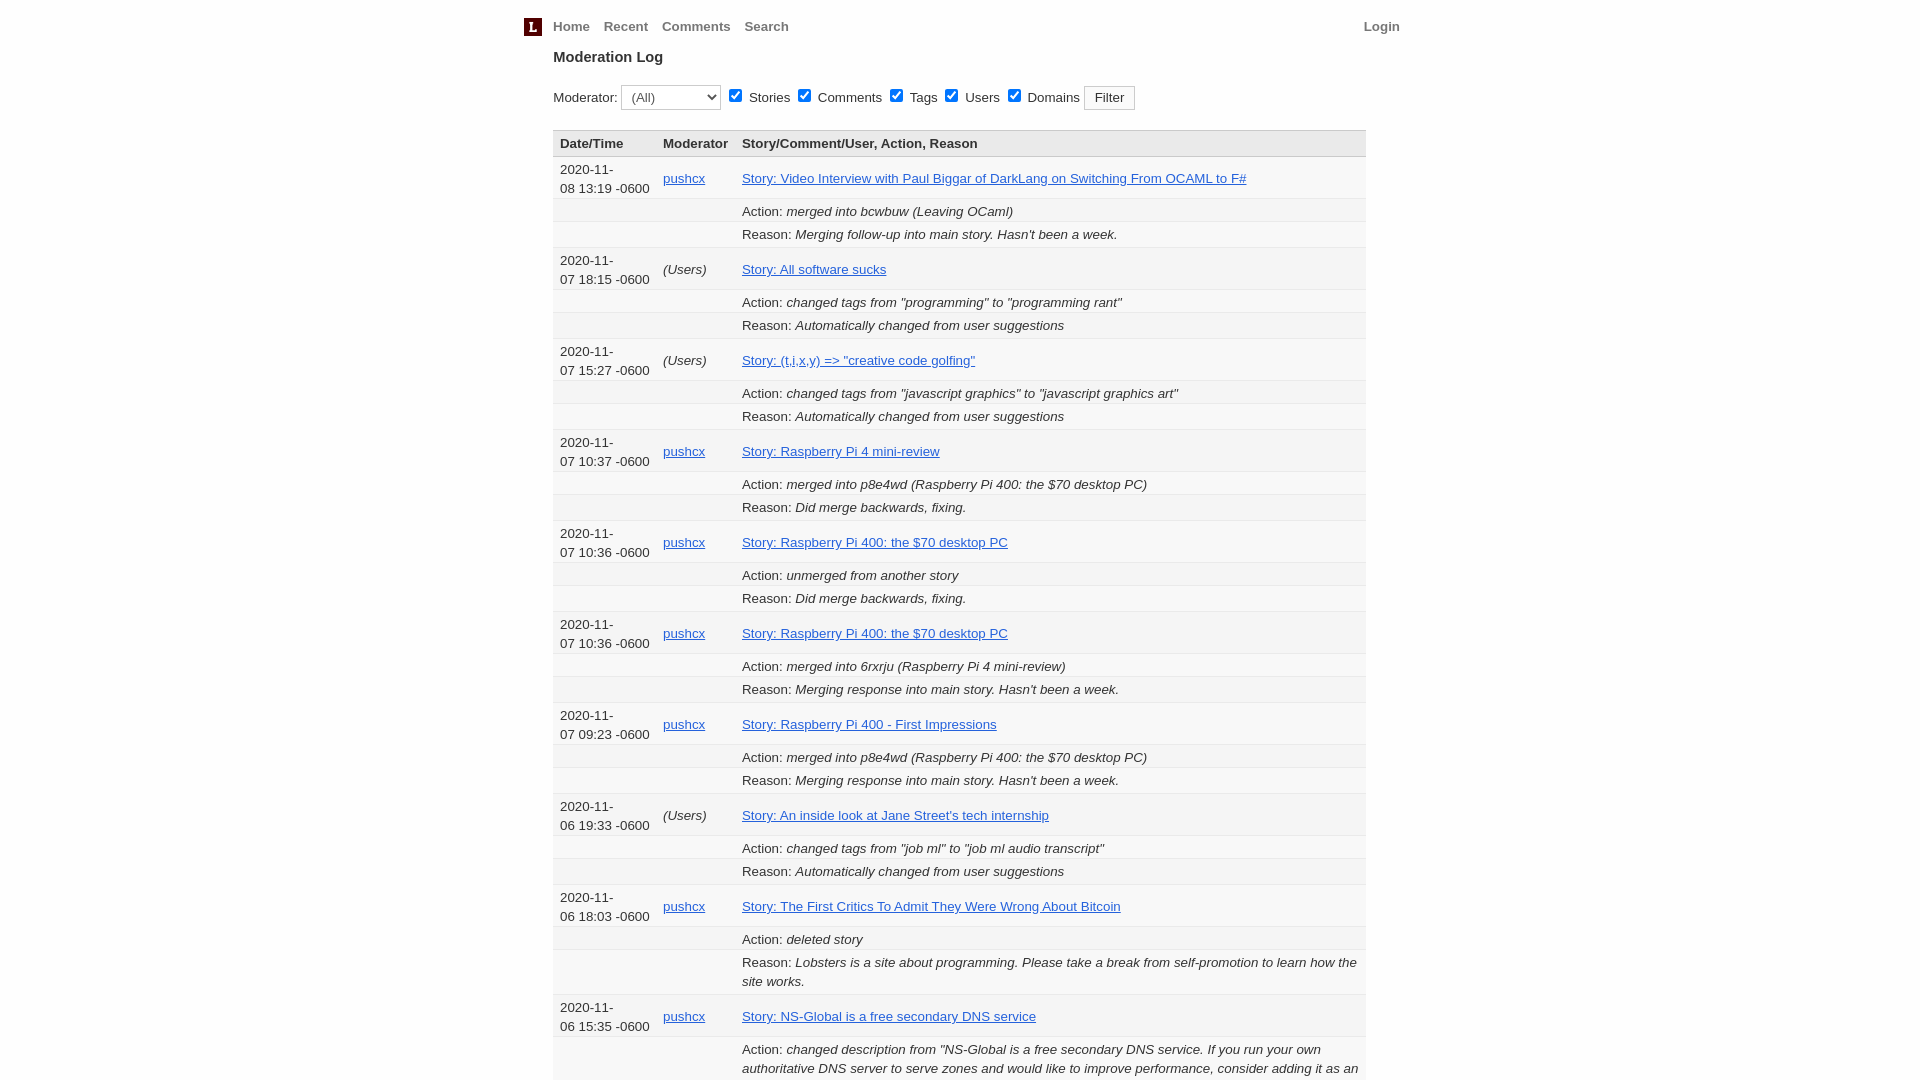 L Home Recent Comments Search Login
Moderation Log
Moderator: (All) Stories Comments Tags Users Domains Filter
Date/Time Moderator Story/Comment/User, Action, Reason
2020-11-
08 13:19 -0600 pushcx Story: Video Interview with Paul Biggar of DarkLang on Switching From OCAML to F#
Action: merged into bcwbuw (Leaving OCaml)
Reason: Merging follow-up into main story. Hasn't been a week.
2020-11-
07 18:15 -0600 (Users) Story: All software sucks
Action: changed tags from "programming" to "programming rant"
Reason: Automatically changed from user suggestions
2020-11-
07 15:27 -0600 (Users) Story: (t,i,x,y) => "creative code golfing"
Action: changed tags from "javascript graphics" to "javascript graphics art"
Reason: Automatically changed from user suggestions
2020-11-
07 10:37 -0600 pushcx Story: Raspberry Pi 4 mini-review
Action: merged into p8e4wd (Raspberry Pi 400: the $70 desktop PC)
Reason: Did merge backwards, fixing.
2020-11-
07 10:36 -0600 pushcx Story: Raspberry Pi 400: the $70 desktop PC
Action: unmerged from another story
Reason: Did merge backwards, fixing.
2020-11-
07 10:36 -0600 pushcx Story: Raspberry Pi 400: the $70 desktop PC
Action: merged into 6rxrju (Raspberry Pi 4 mini-review)
Reason: Merging response into main story. Hasn't been a week.
2020-11-
07 09:23 -0600 pushcx Story: Raspberry Pi 400 - First Impressions
Action: merged into p8e4wd (Raspberry Pi 400: the $70 desktop PC)
Reason: Merging response into main story. Hasn't been a week.
2020-11-
06 19:33 -0600 (Users) Story: An inside look at Jane Street's tech internship
Action: changed tags from "job ml" to "job ml audio transcript"
Reason: Automatically changed from user suggestions
2020-11-
06 18:03 -0600 pushcx Story: The First Critics To Admit They Were Wrong About Bitcoin
Action: deleted story
Reason: Lobsters is a site about programming. Please take a break from self-promotion to learn how the
site works.
2020-11-
06 15:35 -0600 pushcx Story: NS-Global is a free secondary DNS service
Action: changed description from "NS-Global is a free secondary DNS service. If you run your own
authoritative DNS server to serve zones and would like to improve performance, consider adding it as an